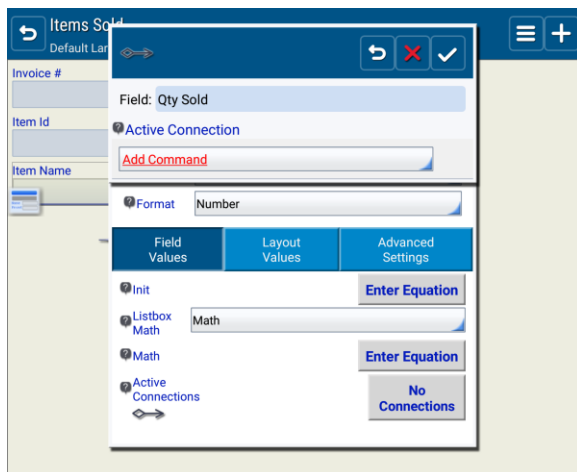 Items So
Default Lar
Invoice #
Item Id
Item Name
Field: Qty Sold
Active Connection
Add Command
Format Number
Field Values
Layout Values
Advanced Settings
Init Enter Equation
Listbox Math Math
Math Enter Equation
Active Connections No Connections